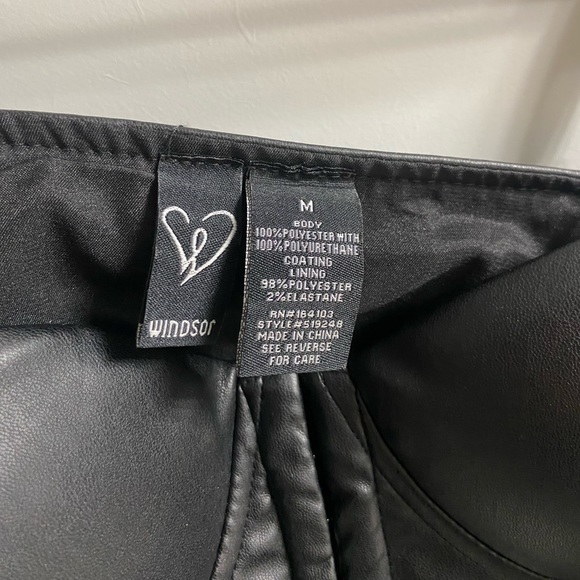 WINDSOR
M
BODY
100%POLYESTER WITH
100%POLYURETHANE
COATING
LINING
98%POLYESTER
2%ELASTANE
RN#164103
STYLE#519248
MADE IN CHINA
SEE REVERSE
FOR CARE